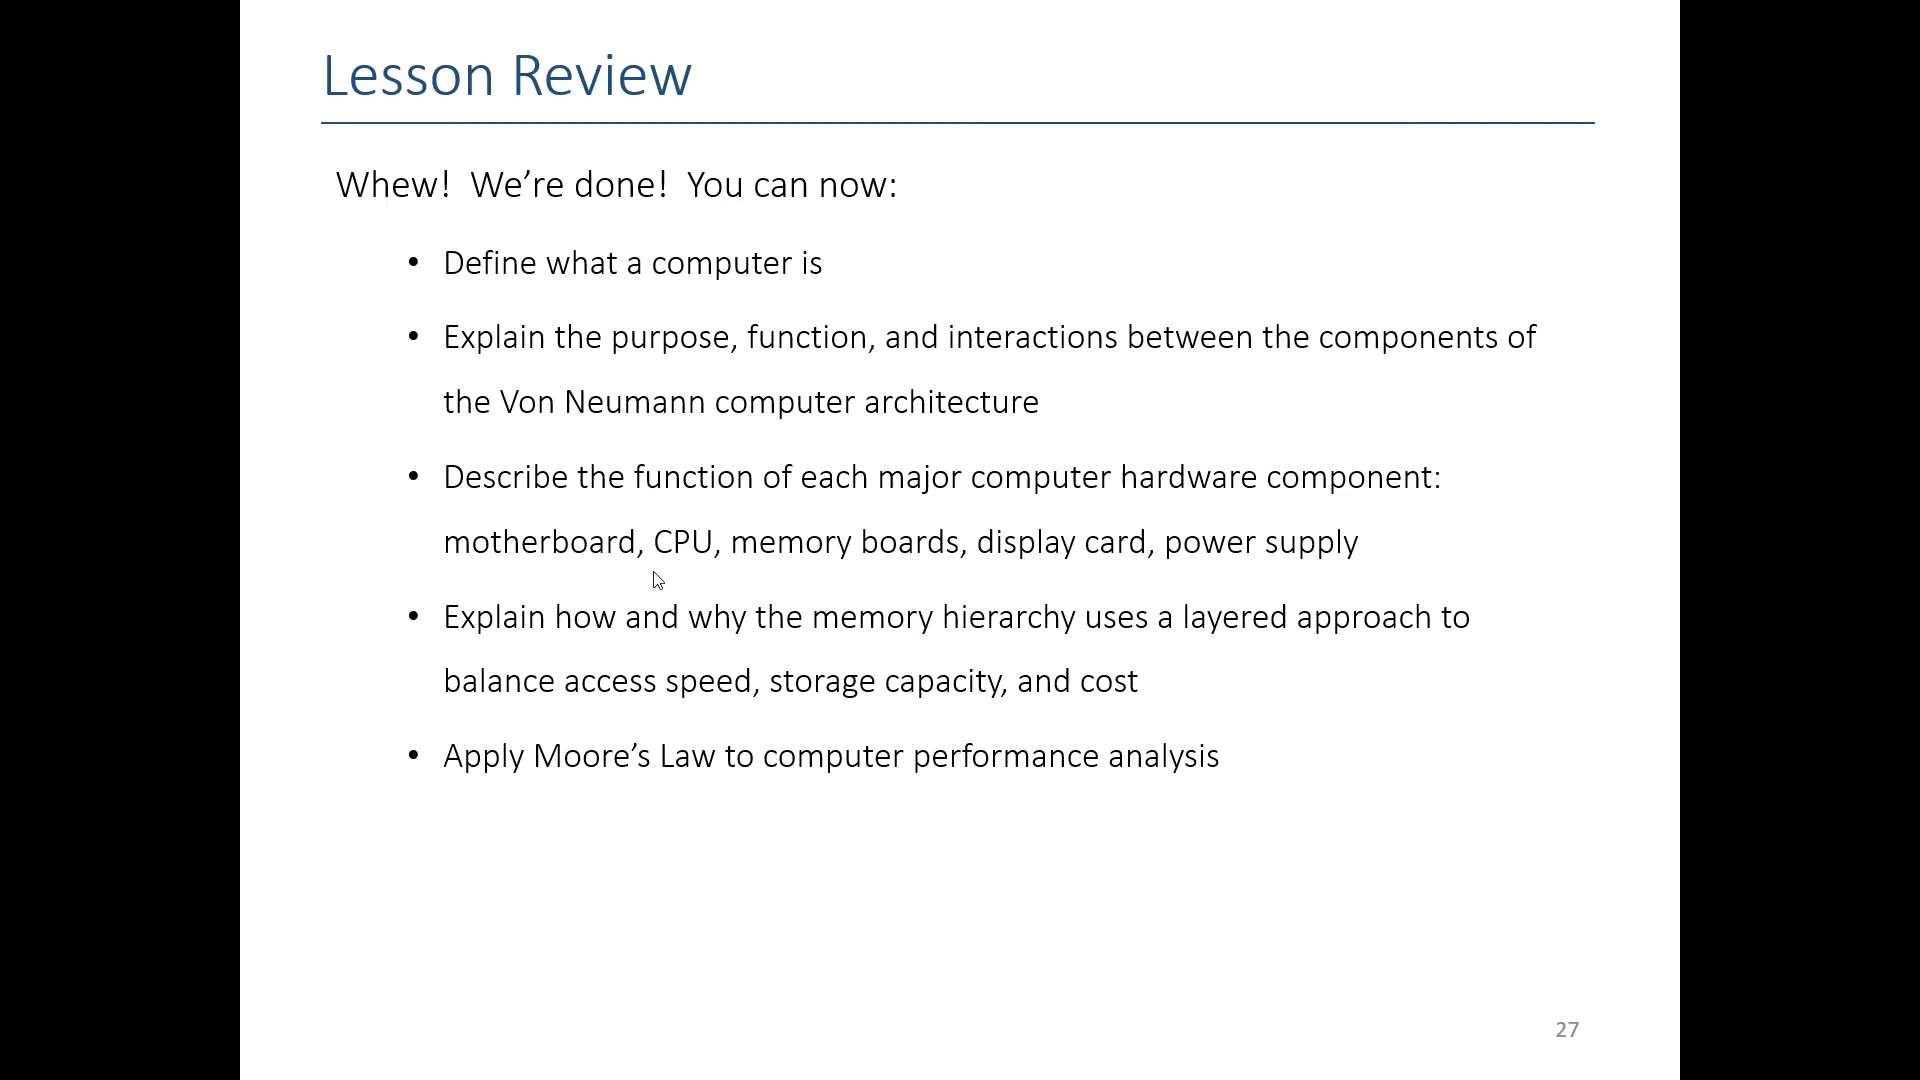 Lesson Review
Whew!  We’re done!  You can now:
• Define what a computer is
• Explain the purpose, function, and interactions between the components of
the Von Neumann computer architecture
• Describe the function of each major computer hardware component:
motherboard, CPU, memory boards, display card, power supply
• Explain how and why the memory hierarchy uses a layered approach to
balance access speed, storage capacity, and cost
• Apply Moore’s Law to computer performance analysis
27